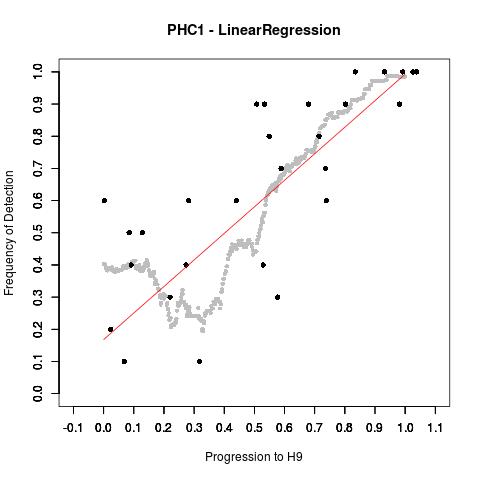 PHC1 - LinearRegression
Frequency of Detection
1.0
0.9
0.8
0.7
0.6
0.5
0.4
0.3
0.2
0.1
0.0
-0.1 0.0 0.1 0.2 0.3 0.4 0.5 0.6 0.7 0.8 0.9 1.0 1.1
Progression to H9